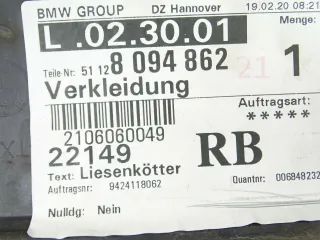 BMW GROUP DZ Hannover 19.02.20 08:21
L .02.30.01 Menge:
Teile-Nr: 51 12 8 094 862 21 1
Verkleidung
Auftragsart:
*****
2106060049
22149 RB
Text: Liesenkötter
Auftragsnr: 9424118062 Quantnr: 006848232
Nulldg: Nein